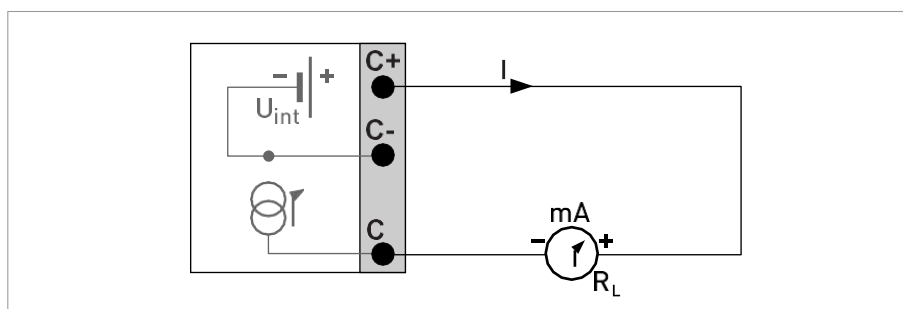 C+
I
− +
U_int
C-
C
mA
− +
R_L